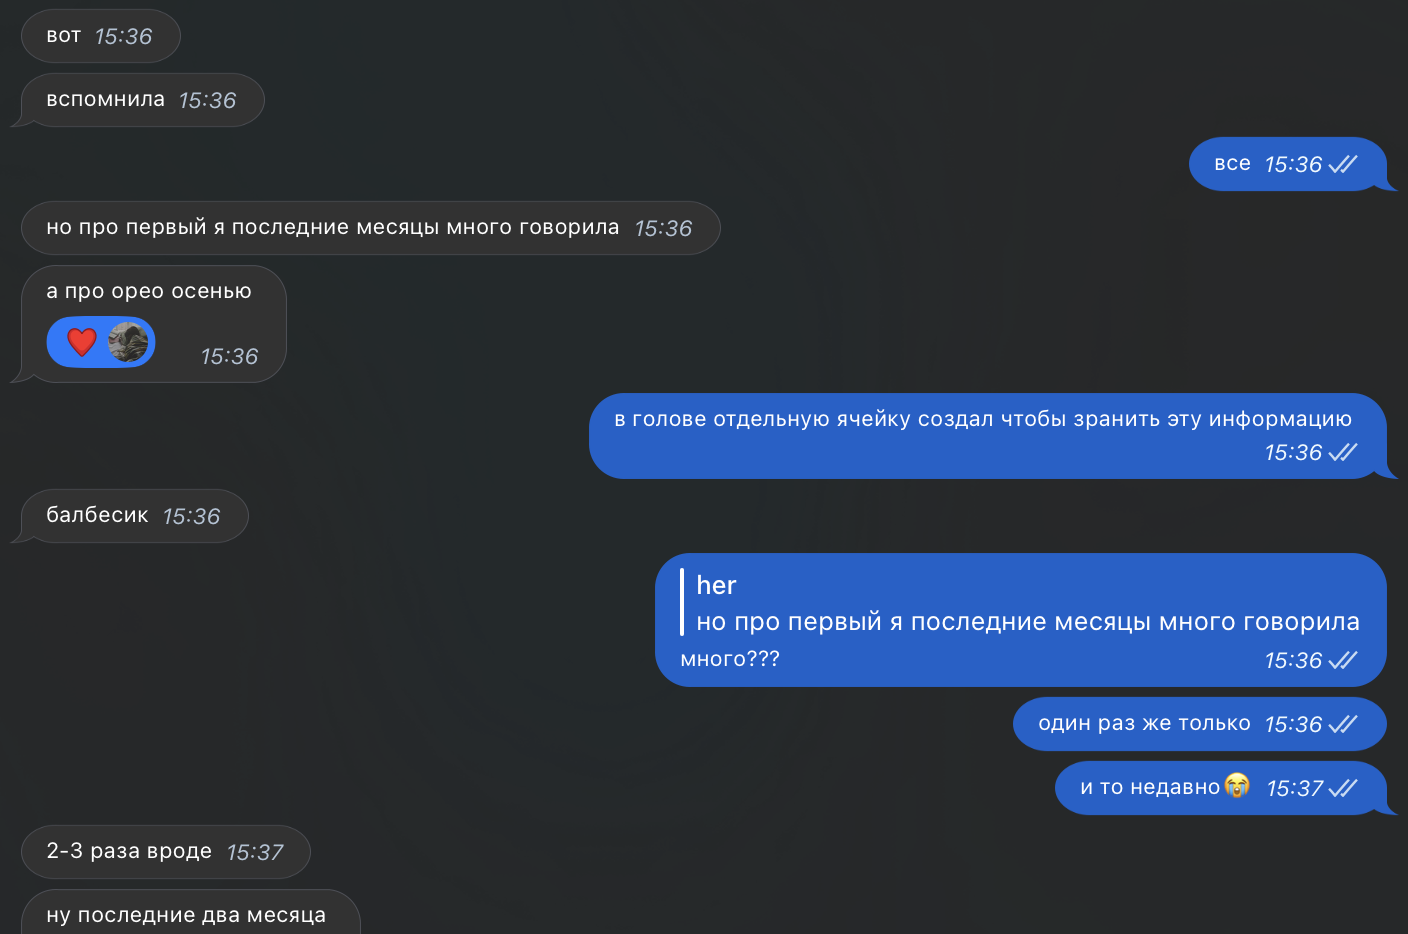 вот 15:36
вспомнила 15:36
все 15:36
но про первый я последние месяцы много говорила 15:36
а про орео осенью
❤️ 15:36
в голове отдельную ячейку создал чтобы зранить эту информацию
15:36
балбесик 15:36
her
но про первый я последние месяцы много говорила
много??? 15:36
один раз же только 15:36
и то недавно😭 15:37
2-3 раза вроде 15:37
ну последние два месяца